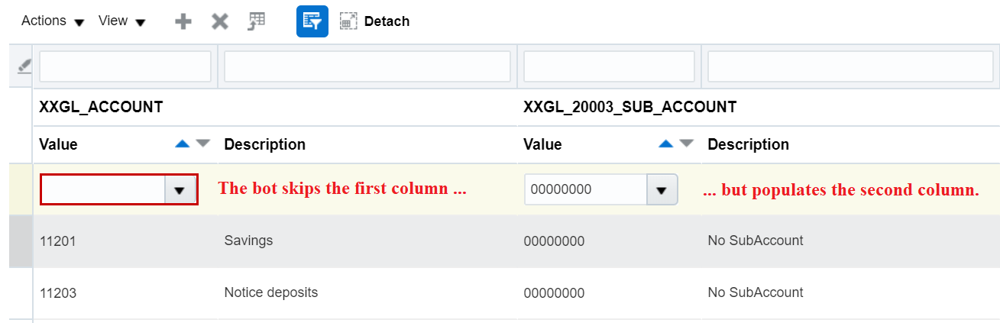 Actions View Detach
XXGL_ACCOUNT XXGL_20003_SUB_ACCOUNT
Value Description Value Description
The bot skips the first column ... 00000000 ... but populates the second column.
11201 Savings 00000000 No SubAccount
11203 Notice deposits 00000000 No SubAccount